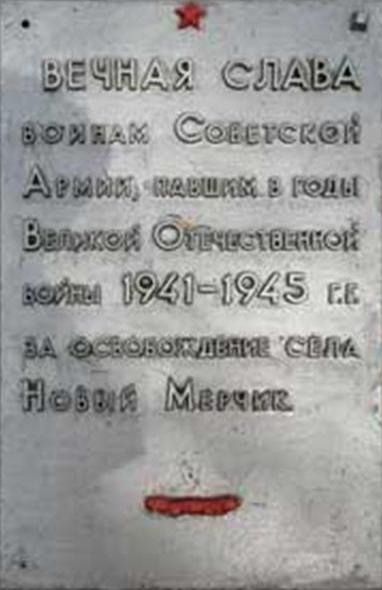 ВЕЧНАЯ СЛАВА
ВОИНАМ СОВЕТСКОЙ
АРМИИ, ПАВШИМ В ГОДЫ
ВЕЛИКОЙ ОТЕЧЕСТВЕННОЙ
ВОЙНЫ 1941-1945 Г.Г.
ЗА ОСВОБОЖДЕНИЕ СЕЛА
НОВЫЙ МЕРЧИК